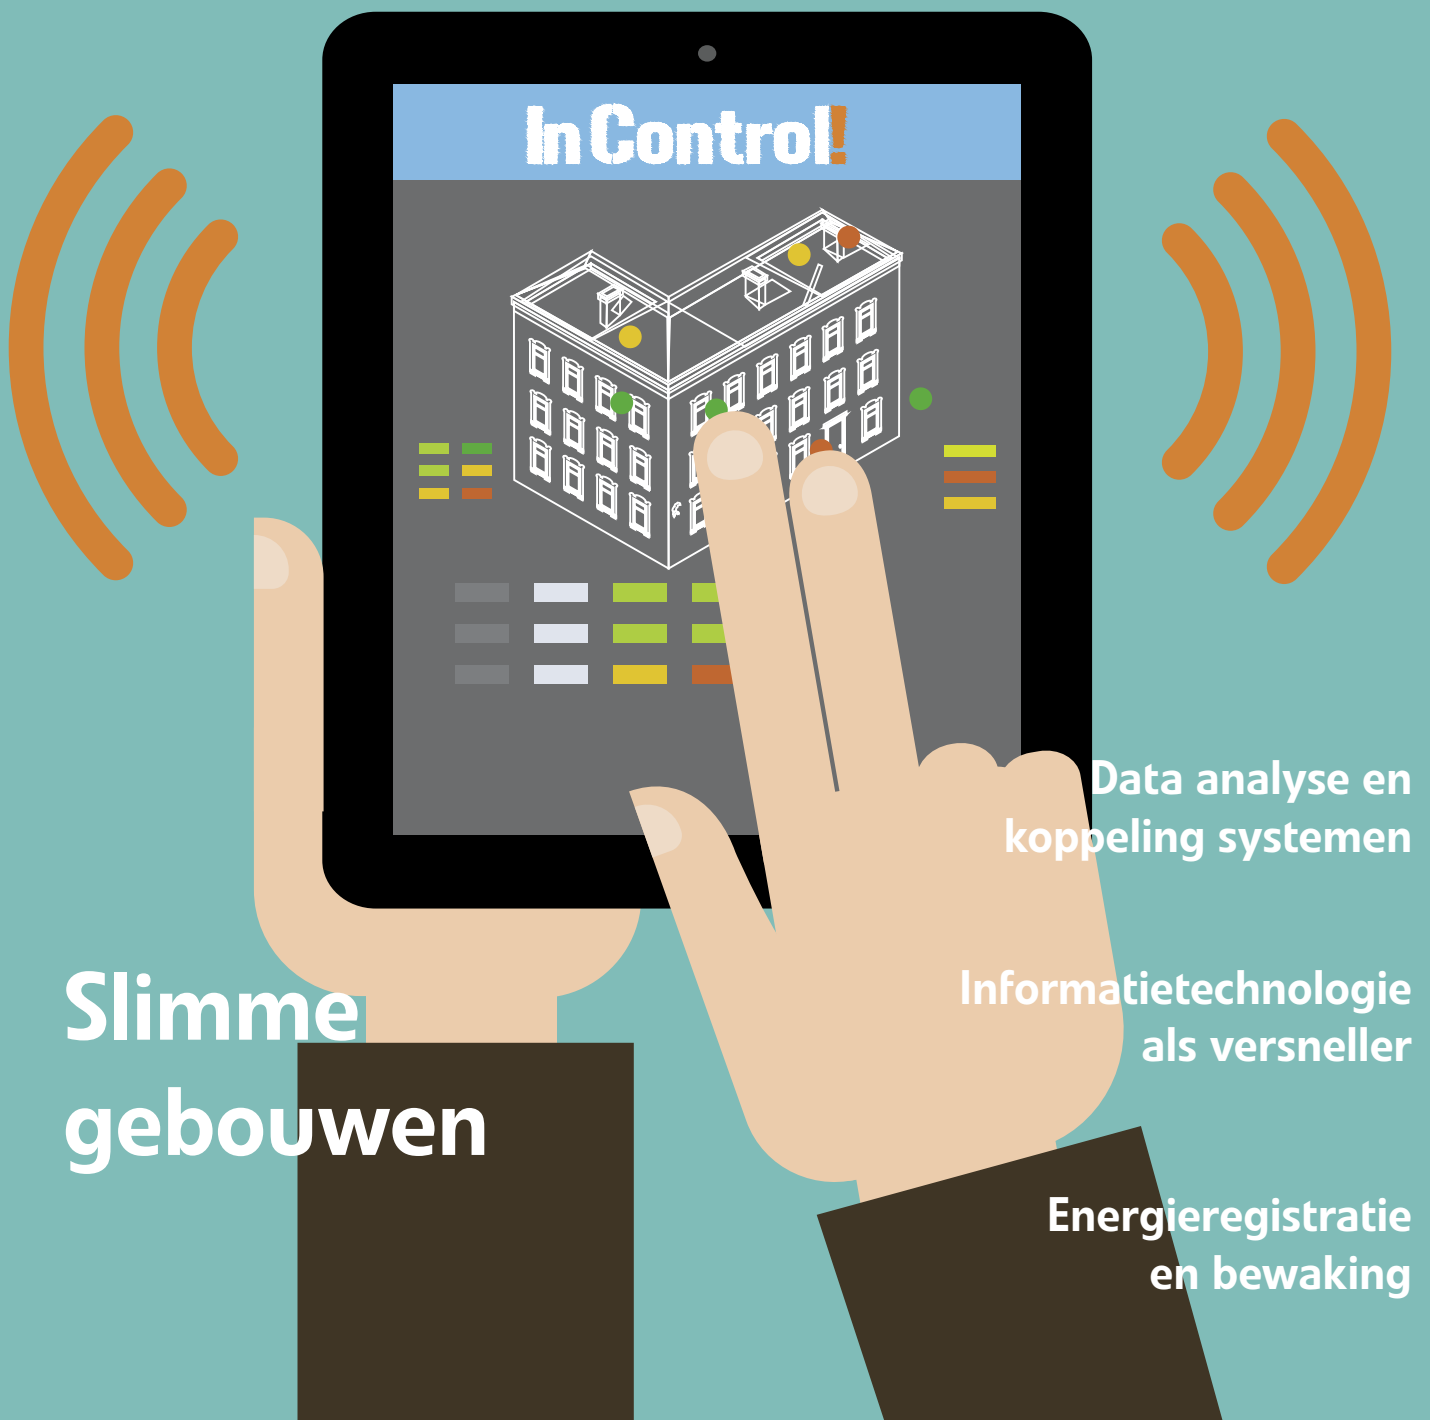 In Control!
Data analyse en
koppeling systemen
Informatietechnologie
als versneller
Slimme
gebouwen
Energieregistratie
en bewaking